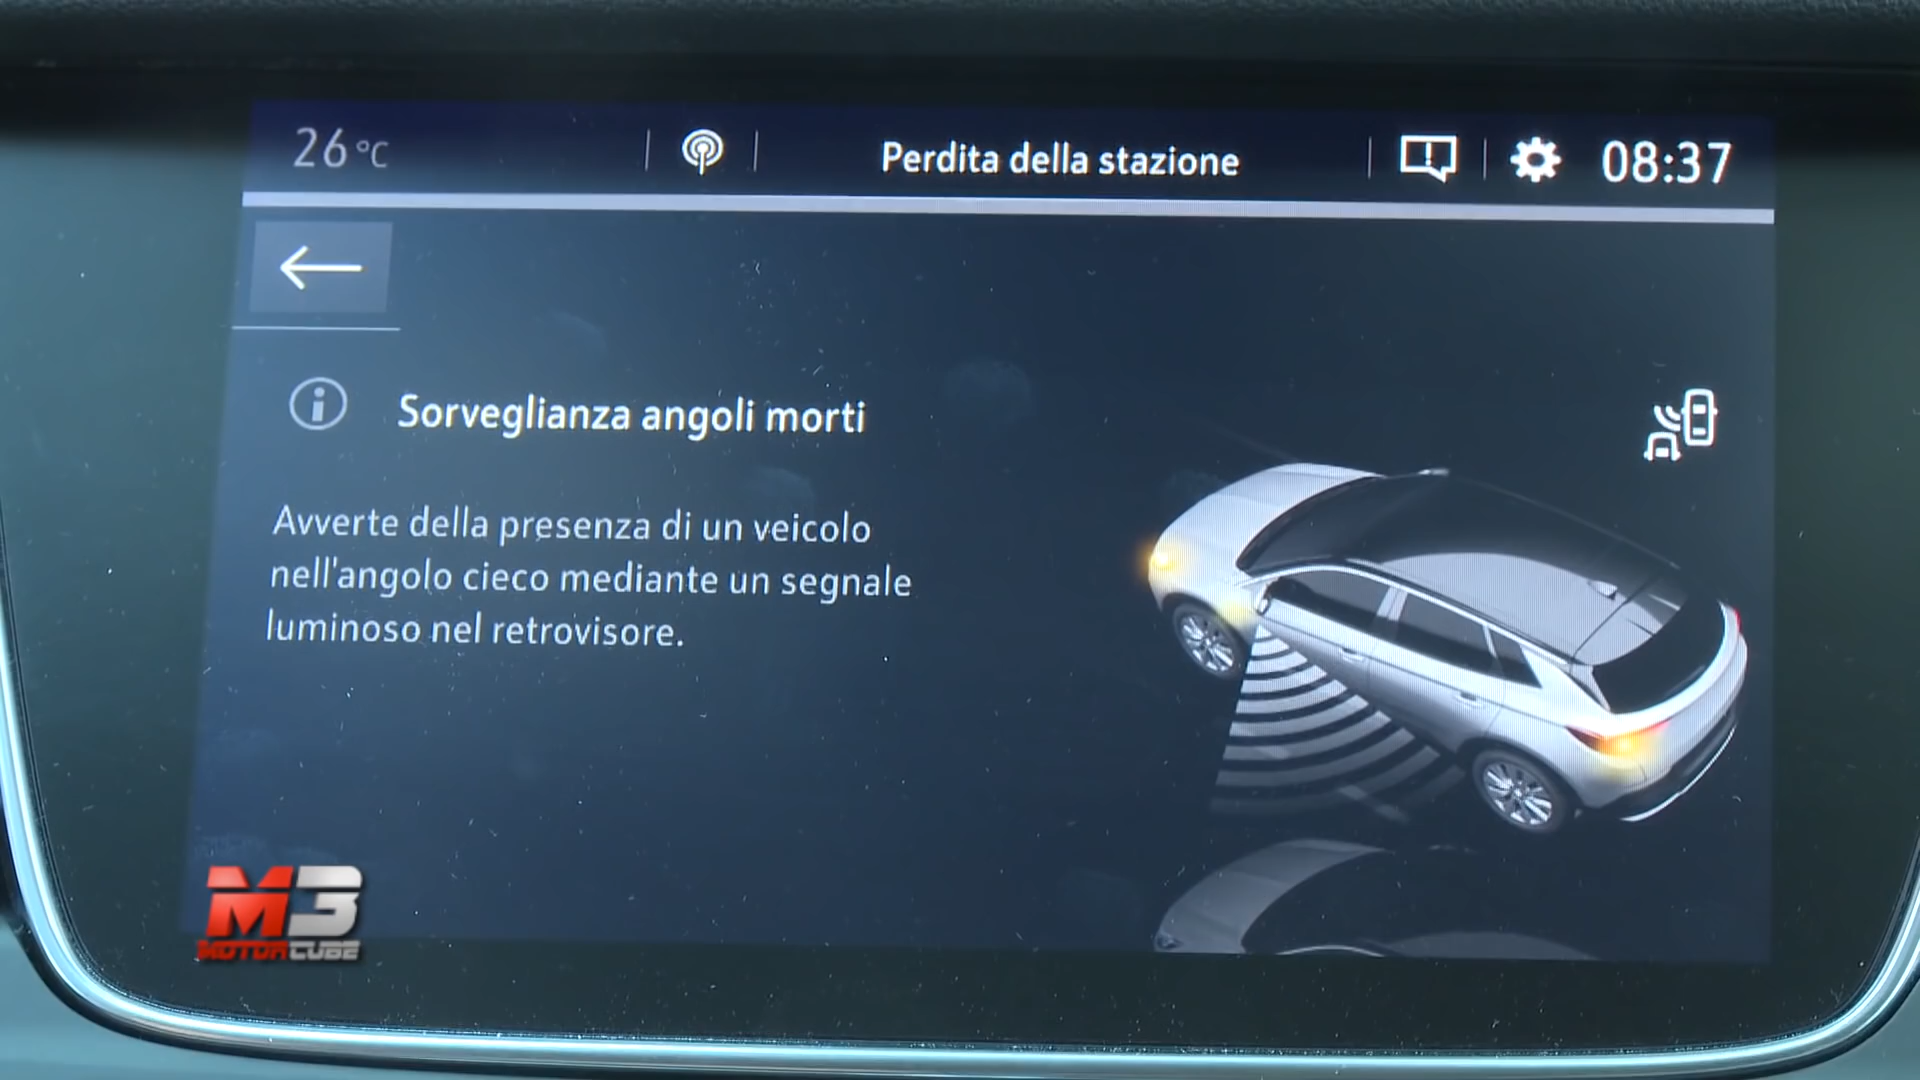 26 °C
Perdita della stazione
08:37
Sorveglianza angoli morti
Avverte della presenza di un veicolo
nell'angolo cieco mediante un segnale
luminoso nel retrovisore.
M3
MOTORCUBE